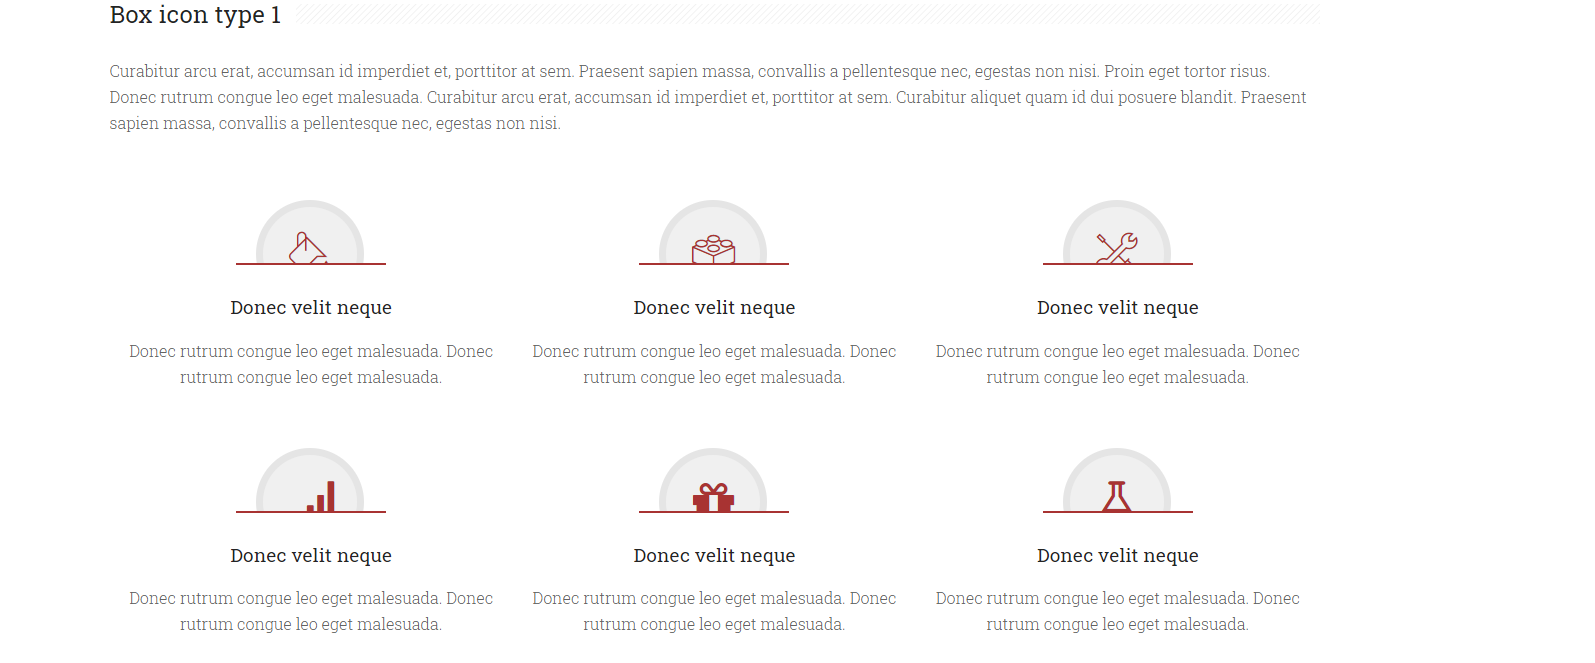 Box icon type 1
Curabitur arcu erat, accumsan id imperdiet et, porttitor at sem. Praesent sapien massa, convallis a pellentesque nec, egestas non nisi. Proin eget tortor risus.
Donec rutrum congue leo eget malesuada. Curabitur arcu erat, accumsan id imperdiet et, porttitor at sem. Curabitur aliquet quam id dui posuere blandit. Praesent
sapien massa, convallis a pellentesque nec, egestas non nisi.
Donec velit neque
Donec rutrum congue leo eget malesuada. Donec
rutrum congue leo eget malesuada.
Donec velit neque
Donec rutrum congue leo eget malesuada. Donec
rutrum congue leo eget malesuada.
Donec velit neque
Donec rutrum congue leo eget malesuada. Donec
rutrum congue leo eget malesuada.
Donec velit neque
Donec rutrum congue leo eget malesuada. Donec
rutrum congue leo eget malesuada.
Donec velit neque
Donec rutrum congue leo eget malesuada. Donec
rutrum congue leo eget malesuada.
Donec velit neque
Donec rutrum congue leo eget malesuada. Donec
rutrum congue leo eget malesuada.